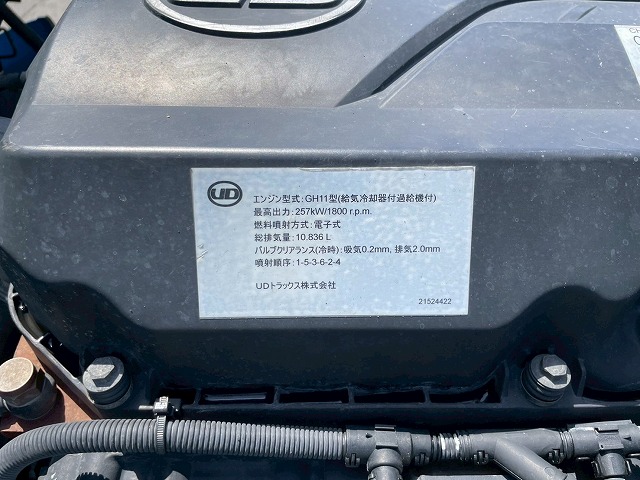 UD
UD
エンジン型式:GH11型(給気冷却器付過給機付)
最高出力:257kW/1800 r.p.m.
燃料噴射方式:電子式
総排気量:10.836 L
バルブクリアランス(冷時):吸気0.2mm, 排気2.0mm
噴射順序:1-5-3-6-2-4
UDトラックス株式会社
21524422